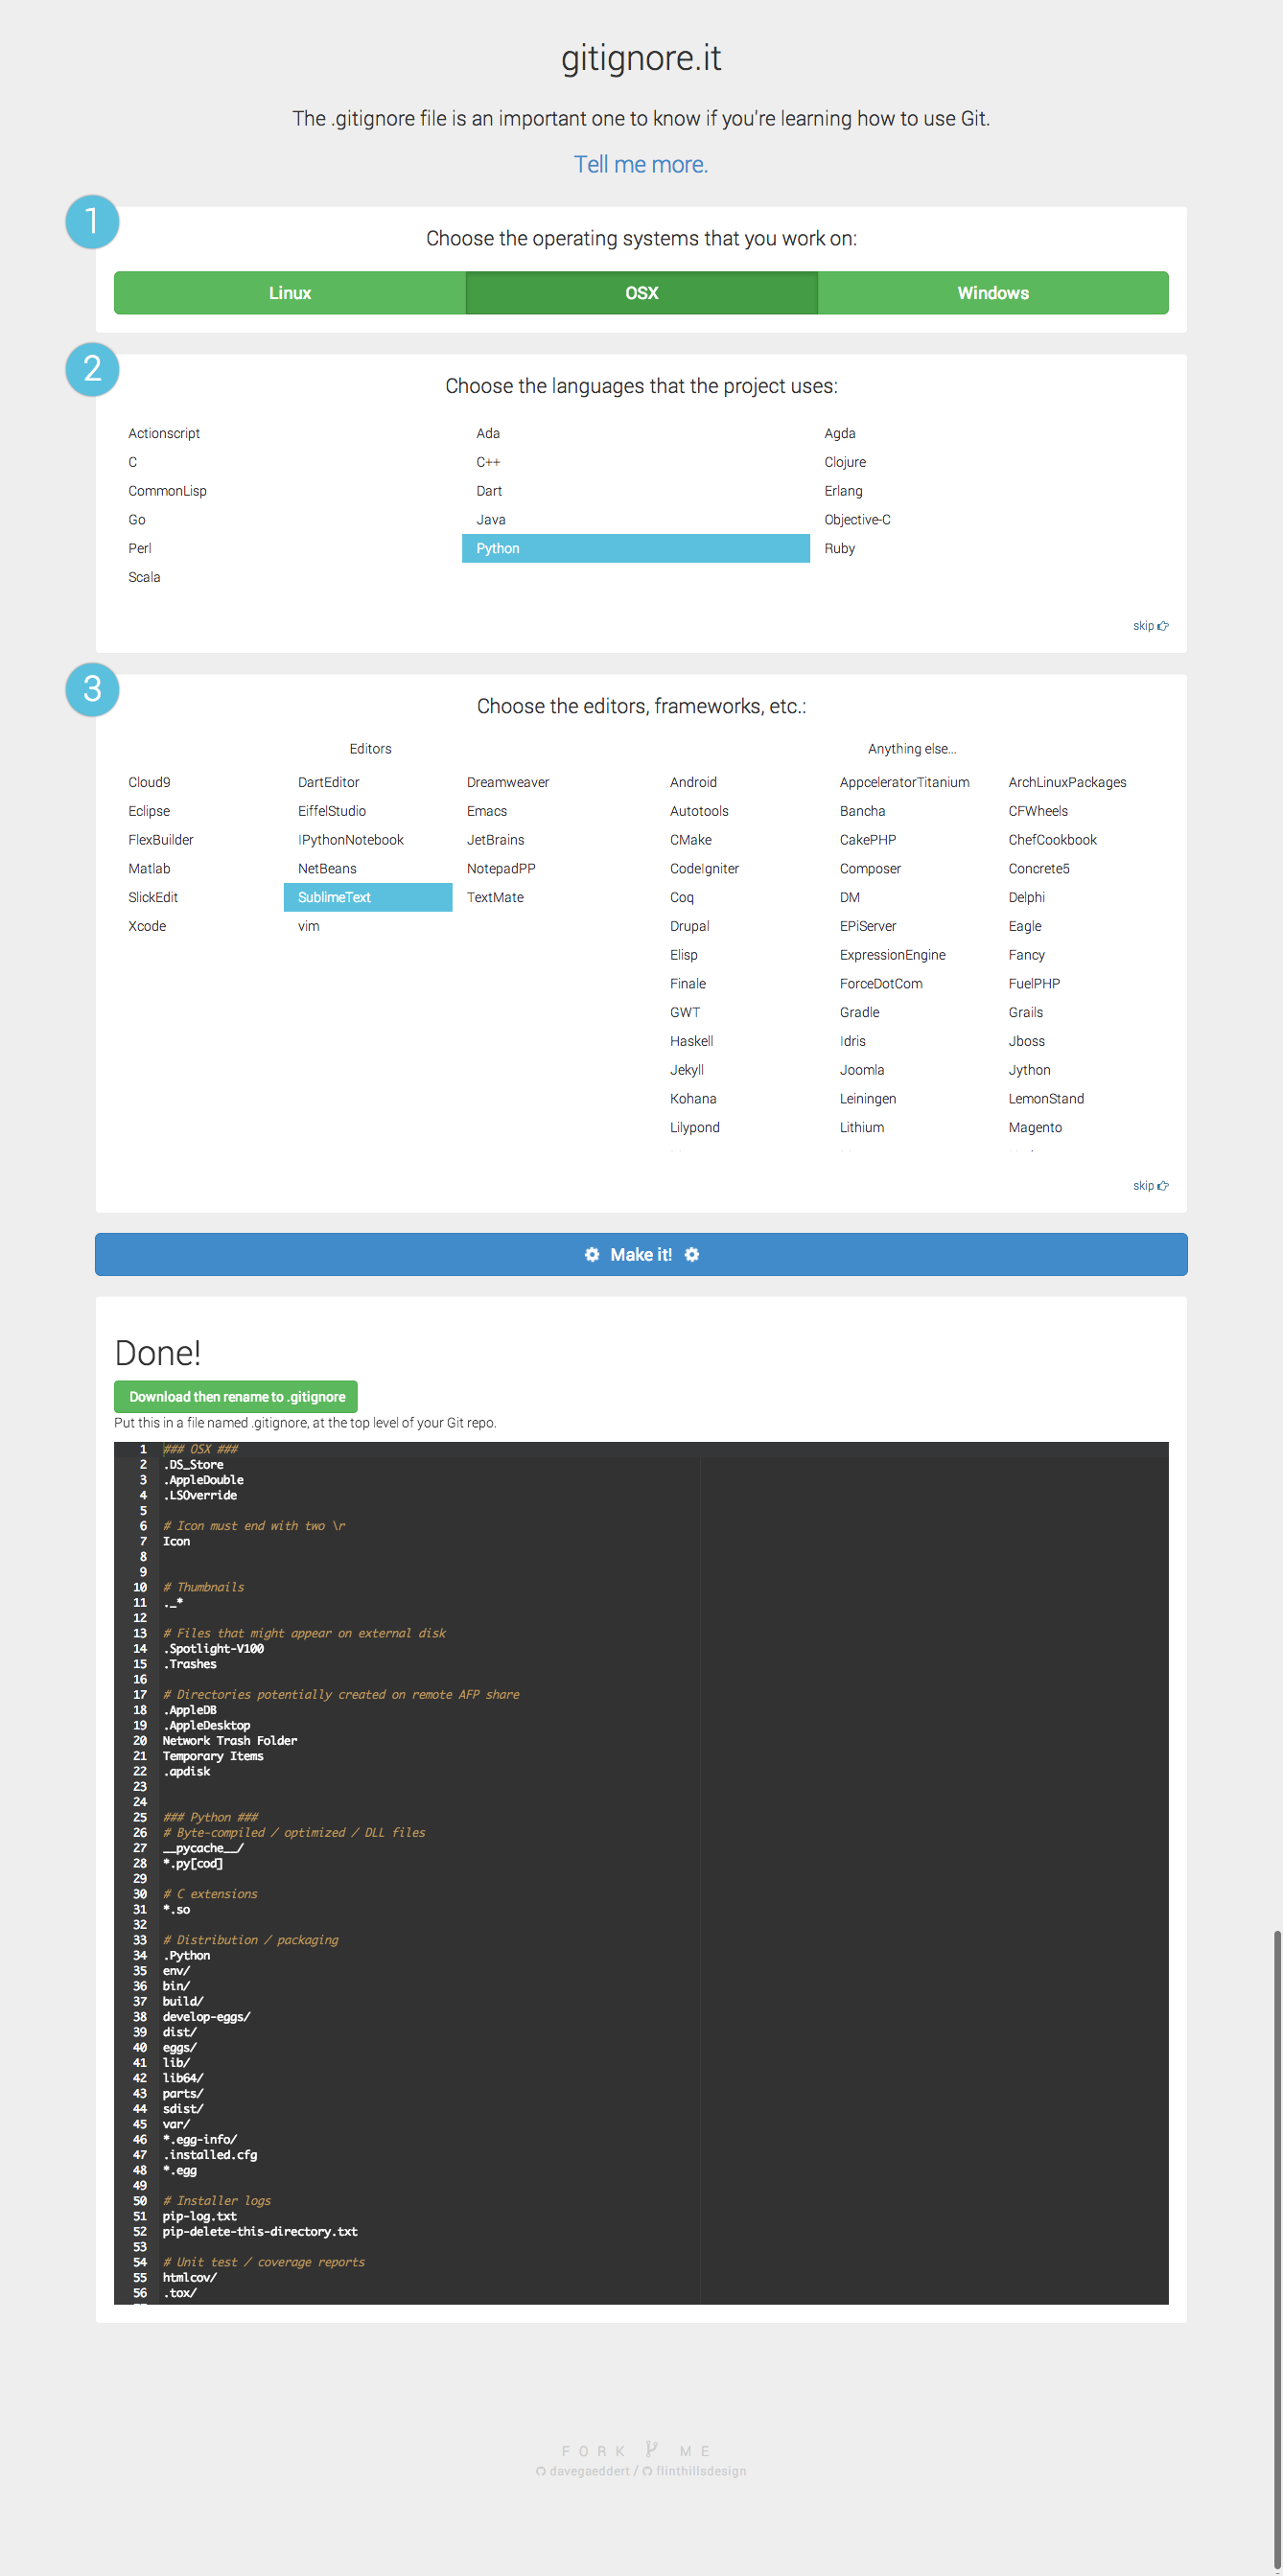 gitignore.it
The .gitignore file is an important one to know if you're learning how to use Git.
Tell me more.
1
Choose the operating systems that you work on:
Linux OSX Windows
2
Choose the languages that the project uses:
Actionscript Ada Agda
C C++ Clojure
CommonLisp Dart Erlang
Go Java Objective-C
Perl Python Ruby
Scala
skip
3
Choose the editors, frameworks, etc.:
Editors Anything else...
Cloud9 DartEditor Dreamweaver Android AppceleratorTitanium ArchLinuxPackages
Eclipse EiffelStudio Emacs Autotools Bancha CFWheels
FlexBuilder IPythonNotebook JetBrains CMake CakePHP ChefCookbook
Matlab NetBeans NotepadPP CodeIgniter Composer Concrete5
SlickEdit SublimeText TextMate Coq DM Delphi
Xcode vim Drupal EPiServer Eagle
Elisp ExpressionEngine Fancy
Finale ForceDotCom FuelPHP
GWT Gradle Grails
Haskell Idris Jboss
Jekyll Joomla Jython
Kohana Leiningen LemonStand
Lilypond Lithium Magento
skip
Make it!
Done!
Download then rename to .gitignore
Put this in a file named .gitignore, at the top level of your Git repo.
1 ### OSX ###
2 .DS_Store
3 .AppleDouble
4 .LSOverride
5
6 # Icon must end with two \r
7 Icon
8
9
10 # Thumbnails
11 ._*
12
13 # Files that might appear on external disk
14 .Spotlight-V100
15 .Trashes
16
17 # Directories potentially created on remote AFP share
18 .AppleDB
19 .AppleDesktop
20 Network Trash Folder
21 Temporary Items
22 .apdisk
23
24
25 ### Python ###
26 # Byte-compiled / optimized / DLL files
27 __pycache__/
28 *.py[cod]
29
30 # C extensions
31 *.so
32
33 # Distribution / packaging
34 .Python
35 env/
36 bin/
37 build/
38 develop-eggs/
39 dist/
40 eggs/
41 lib/
42 lib64/
43 parts/
44 sdist/
45 var/
46 *.egg-info/
47 .installed.cfg
48 *.egg
49
50 # Installer logs
51 pip-log.txt
52 pip-delete-this-directory.txt
53
54 # Unit test / coverage reports
55 htmlcov/
56 .tox/
FORK ME
davegaeddert / flinthillsdesign